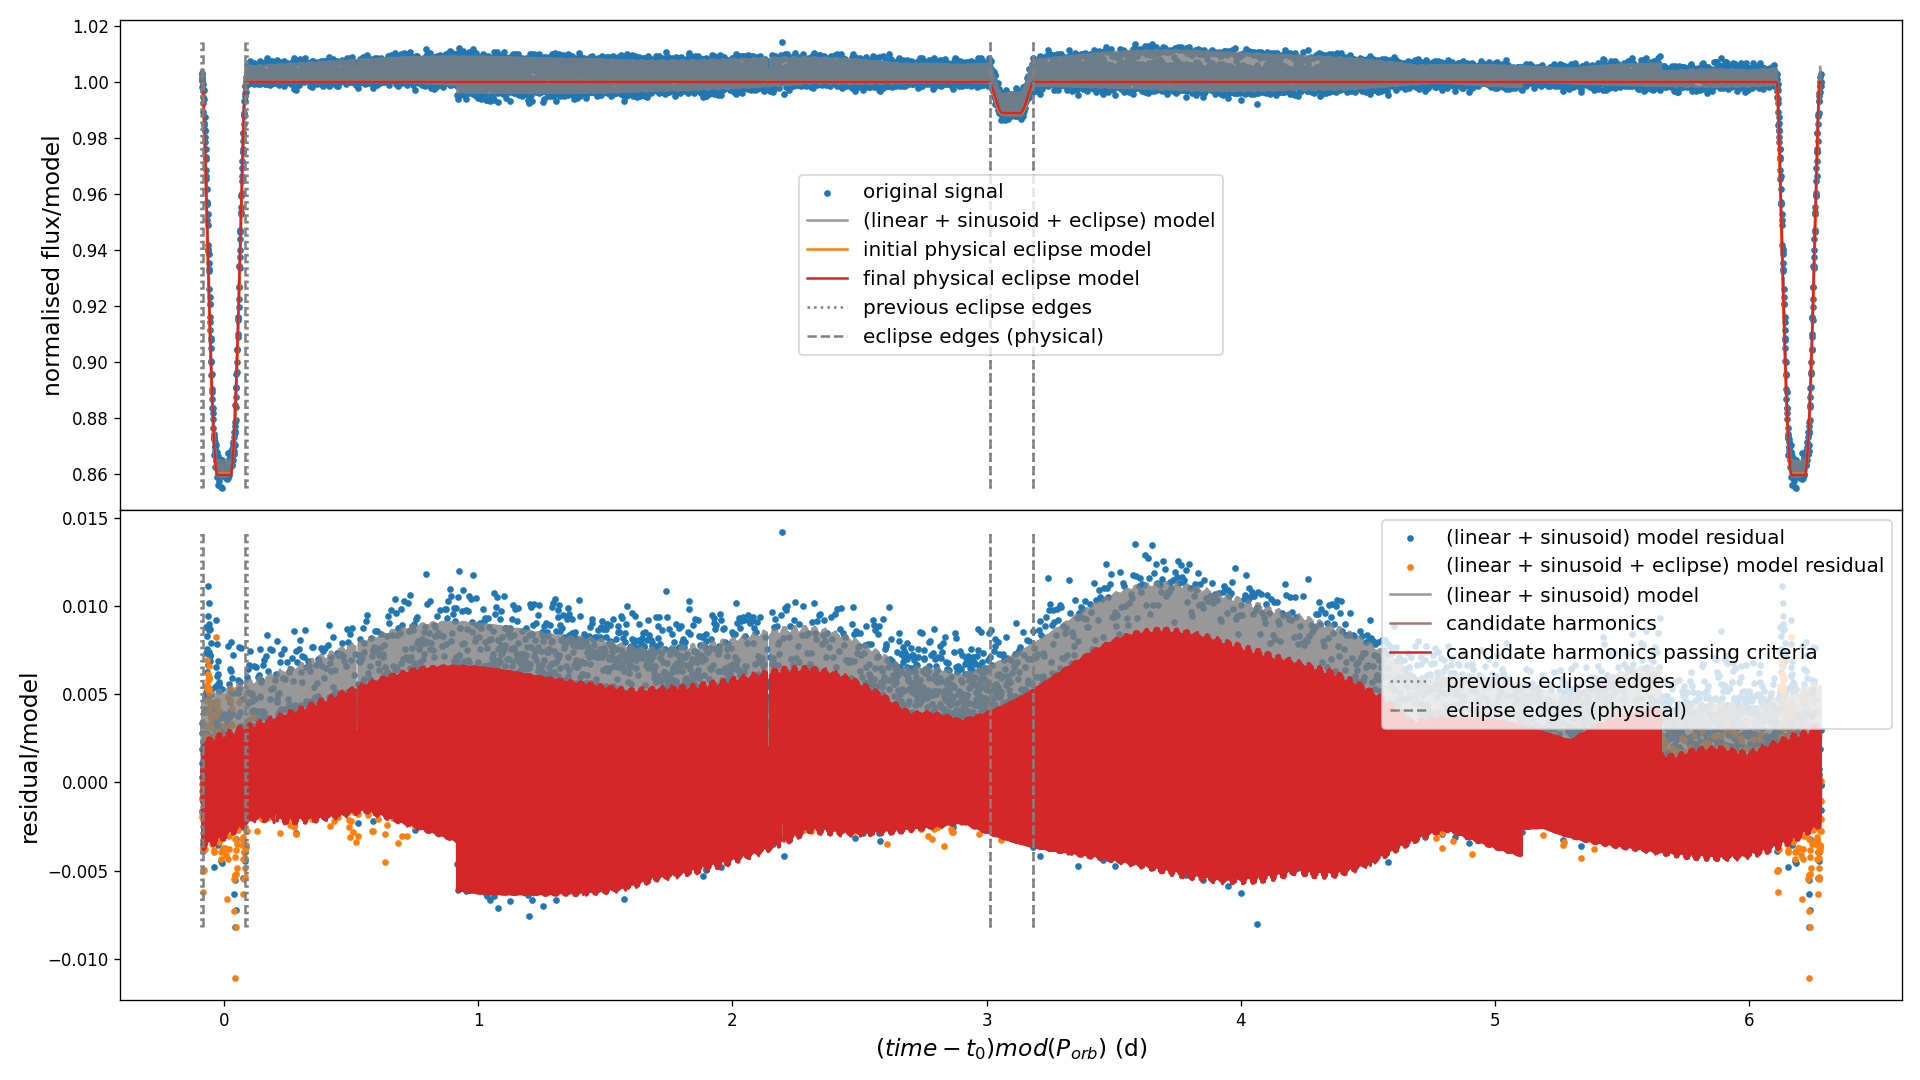 normalised flux/model
1.02
1.00
0.98
0.96
0.94
0.92
0.90
0.88
0.86
original signal
(linear + sinusoid + eclipse) model
initial physical eclipse model
final physical eclipse model
previous eclipse edges
eclipse edges (physical)
residual/model
0.015
0.010
0.005
0.000
−0.005
−0.010
(linear + sinusoid) model residual
(linear + sinusoid + eclipse) model residual
(linear + sinusoid) model
candidate harmonics
candidate harmonics passing criteria
previous eclipse edges
eclipse edges (physical)
0 1 2 3 4 5 6
(time − t₀)mod(P_orb) (d)